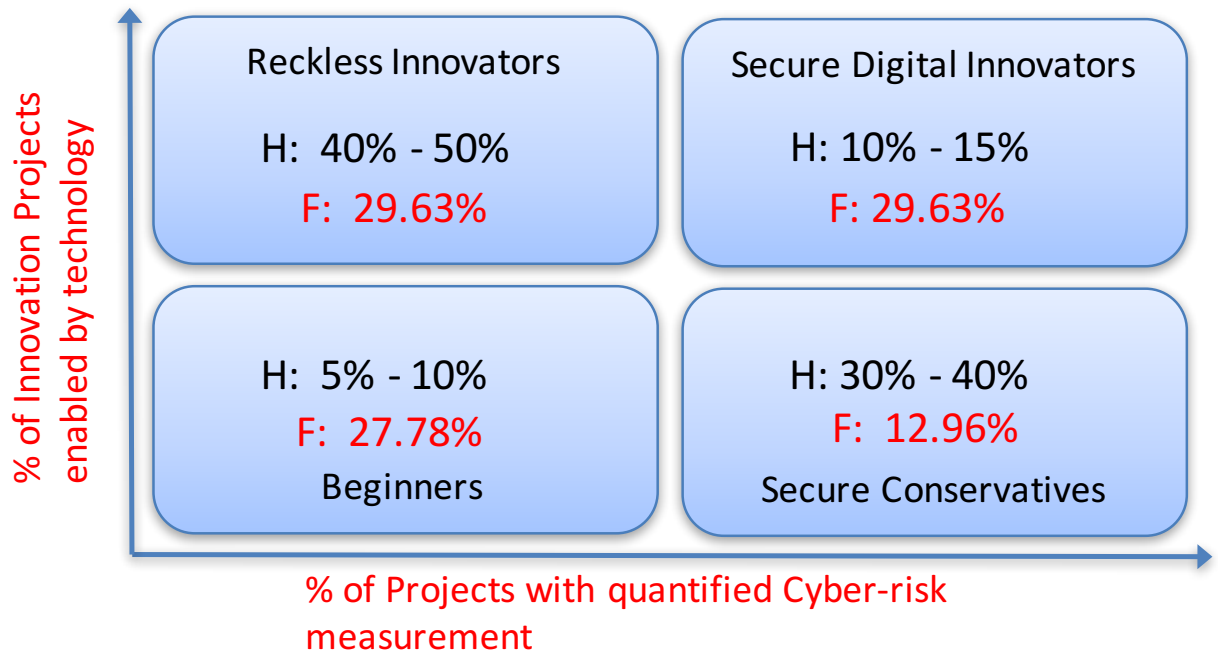 % of Innovation Projects
enabled by technology
Reckless Innovators
H: 40% - 50%
F: 29.63%
Secure Digital Innovators
H: 10% - 15%
F: 29.63%
H: 5% - 10%
F: 27.78%
Beginners
H: 30% - 40%
F: 12.96%
Secure Conservatives
% of Projects with quantified Cyber-risk
measurement